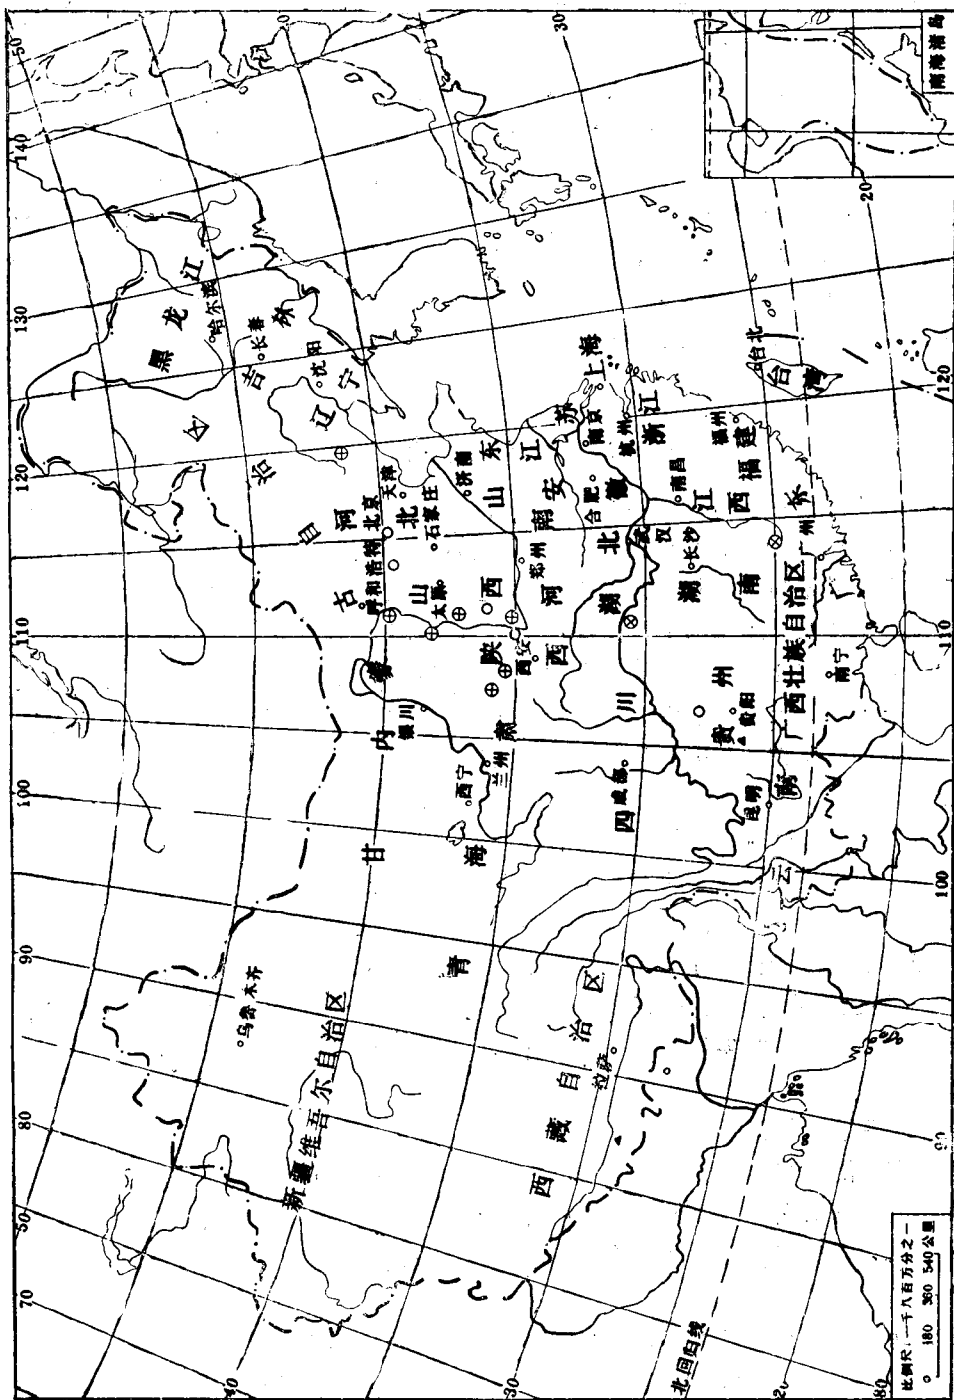 50
140
130
120
110
100
90
80
70
40
30
20
80
90
100
110
120
20
30
40
50
黑龙江
哈尔滨
长春
吉林
沈阳
辽宁
内蒙古自治区
呼和浩特
北京
天津
河北
石家庄
山西
太原
济南
山东
郑州
河南
西安
陕西
银川
兰州
西宁
甘肃
青海
乌鲁木齐
新疆维吾尔自治区
西藏自治区
拉萨
四川
成都
湖北
武汉
长沙
湖南
江西
南昌
安徽
合肥
江苏
南京
上海
杭州
浙江
福州
福建
台北
台湾
广东
广州
广西壮族自治区
南宁
贵州
贵阳
昆明
云南
北回归线
南海诸岛
比例尺:一千八百万分之一
0 180 360 540公里